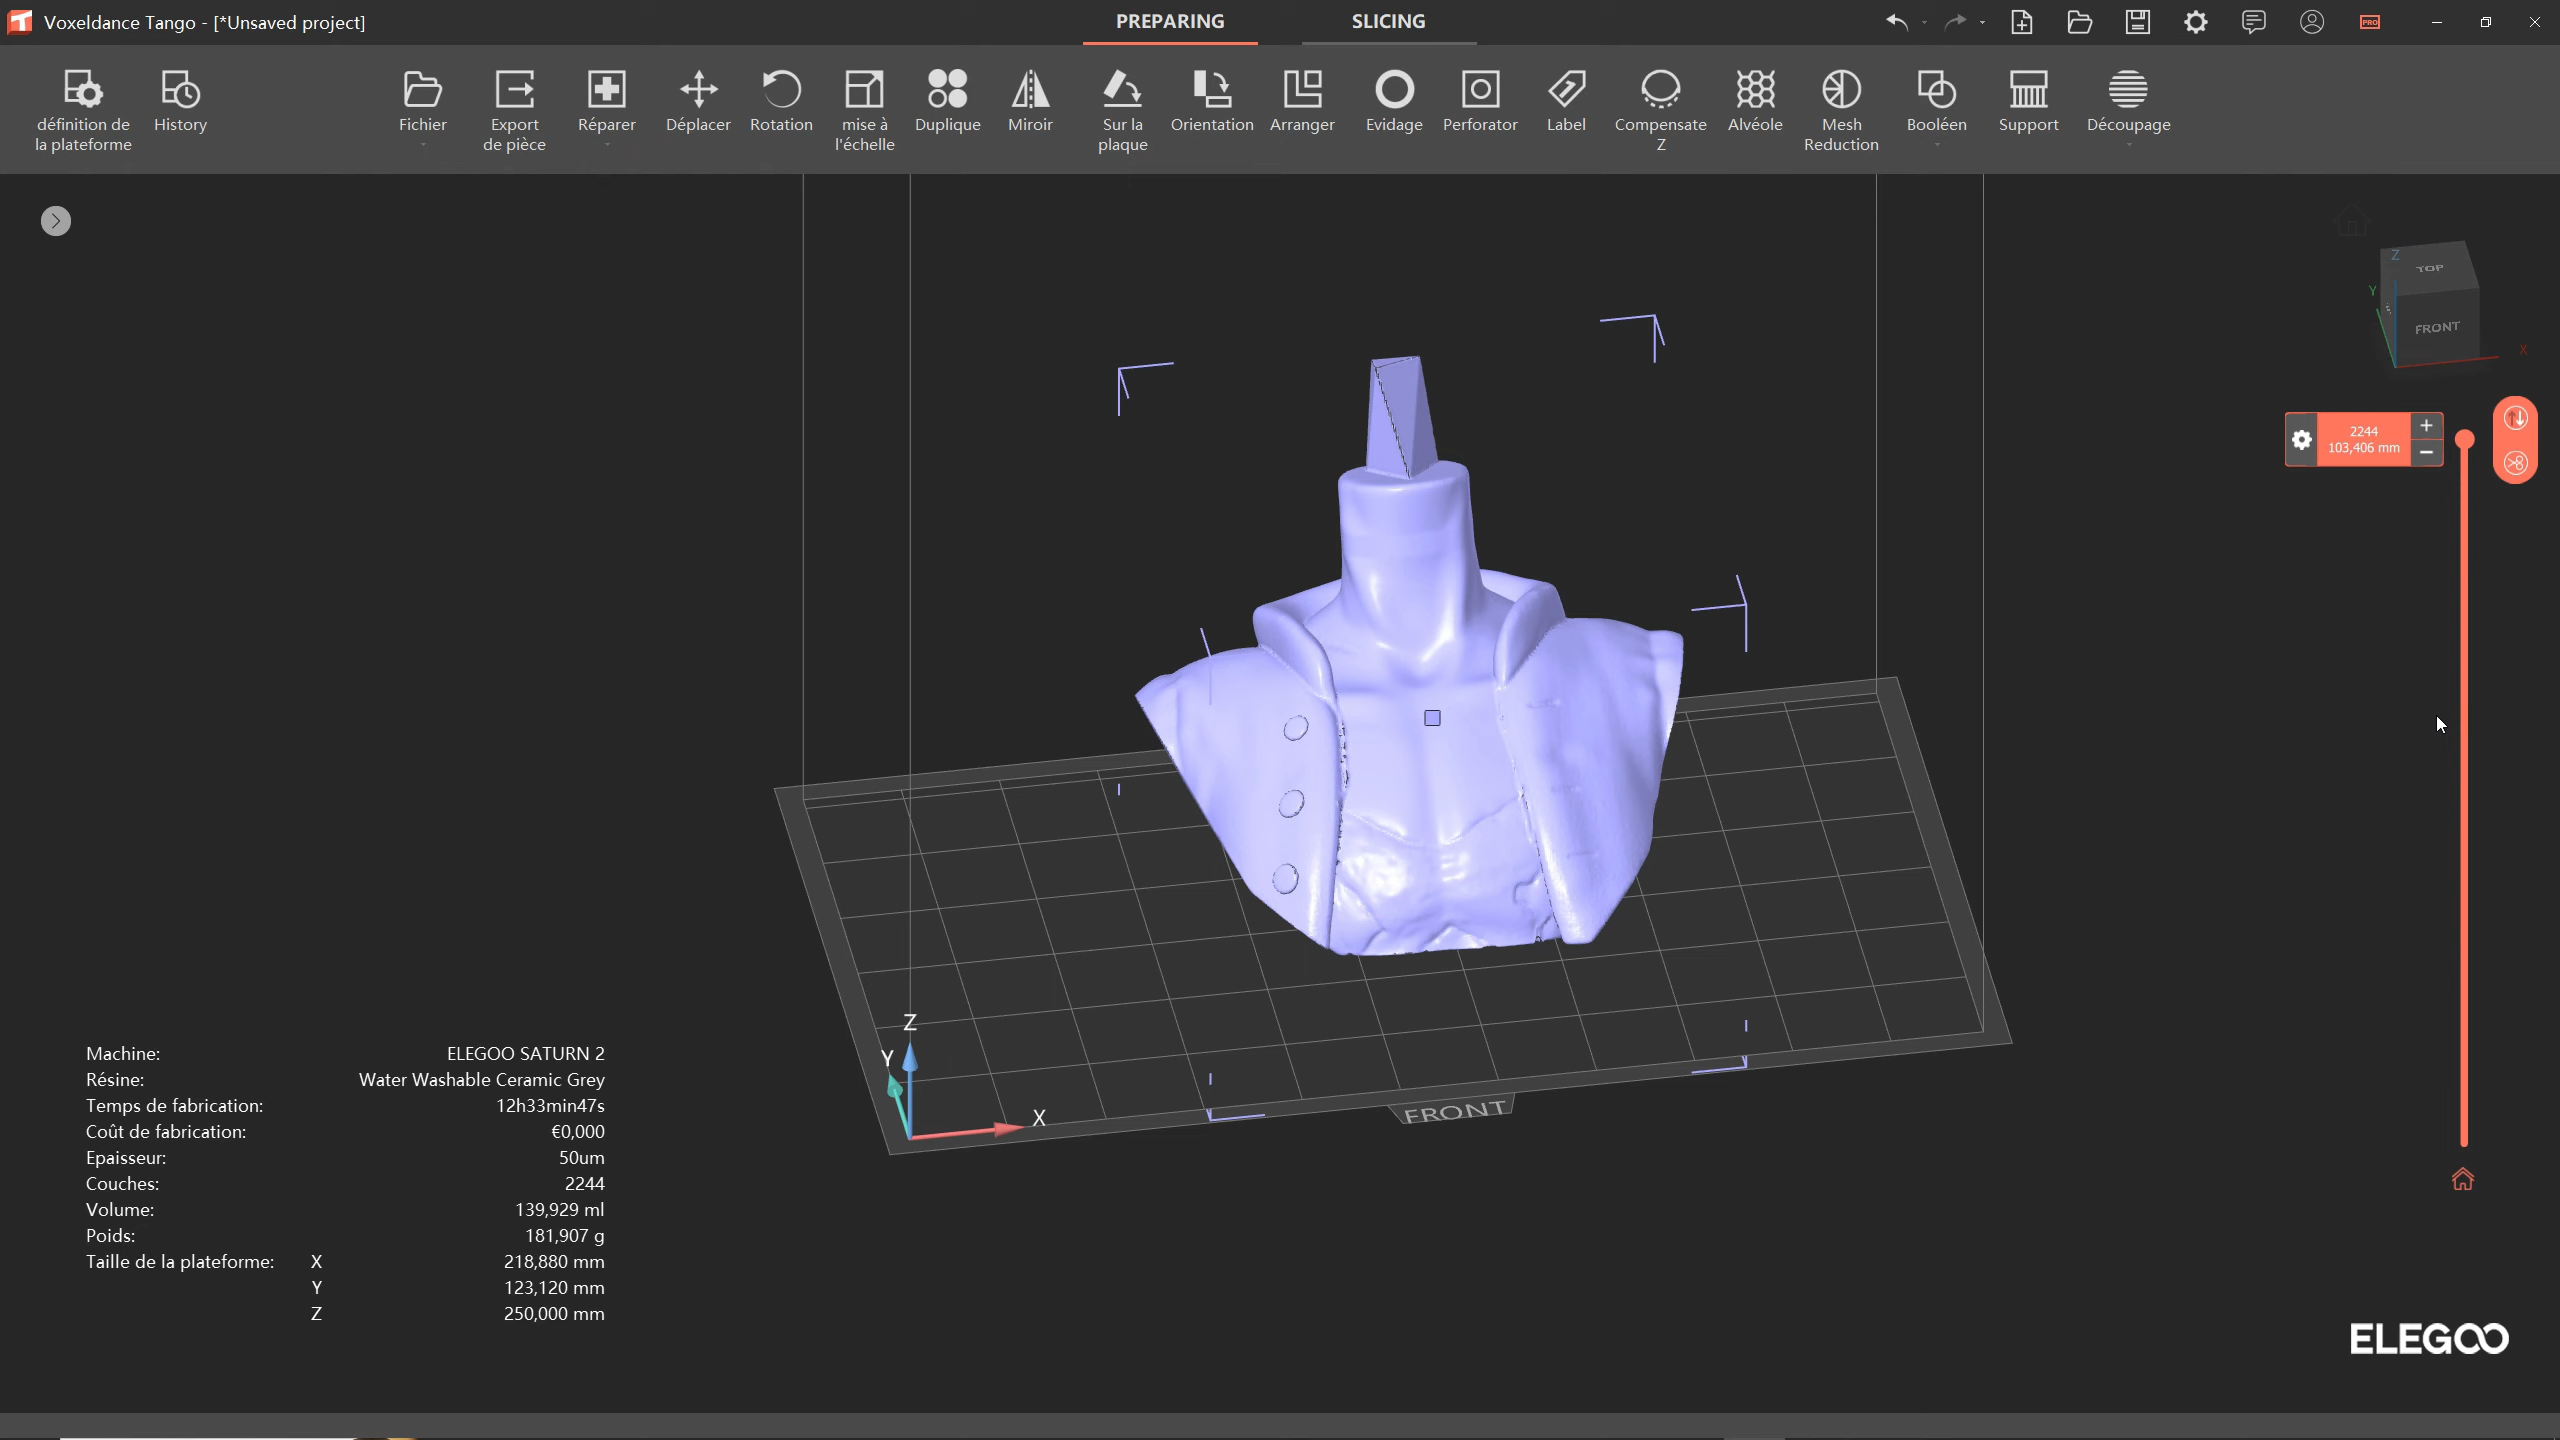 Voxeldance Tango - [*Unsaved project]
PREPARING
SLICING
PRO
définition de
la plateforme
History
Fichier
Export
de pièce
Réparer
Déplacer
Rotation
mise à
l'échelle
Duplique
Miroir
Sur la
plaque
Orientation
Arranger
Evidage
Perforator
Label
Compensate
Z
Alvéole
Mesh
Reduction
Booléen
Support
Découpage
Z
TOP
Y
FRONT
X
2244
103,406 mm
Z
Y
X
FRONT
Machine: ELEGOO SATURN 2
Résine: Water Washable Ceramic Grey
Temps de fabrication: 12h33min47s
Coût de fabrication: €0,000
Epaisseur: 50um
Couches: 2244
Volume: 139,929 ml
Poids: 181,907 g
Taille de la plateforme: X 218,880 mm
Y 123,120 mm
Z 250,000 mm
ELEGOO